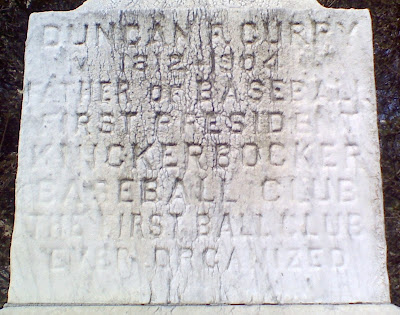 DUNCAN F. CURRY
1812-1904
FATHER OF BASEBALL
FIRST PRESIDENT
KNICKERBOCKER
BASEBALL CLUB
THE FIRST BALL CLUB
EVER ORGANIZED